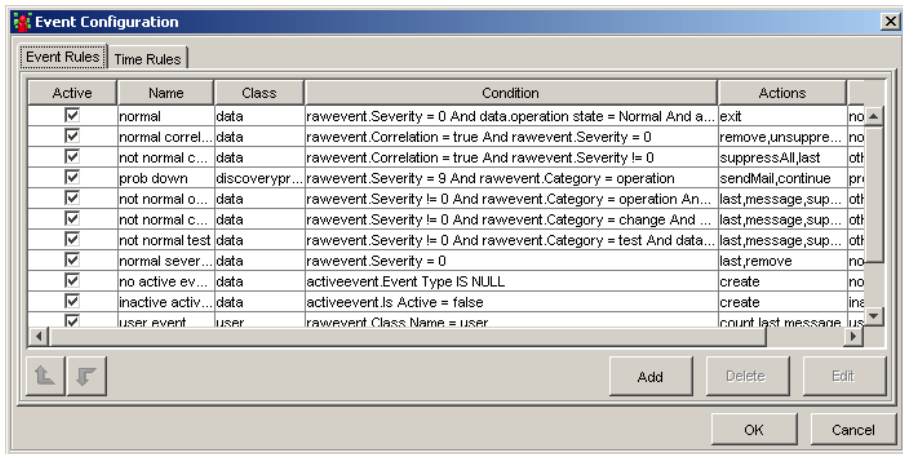 Event Configuration
Event Rules Time Rules
Active Name Class Condition Actions
normal data rawevent.Severity = 0 And data.operation state = Normal And a... exit no
normal correl... data rawevent.Correlation = true And rawevent.Severity = 0 remove,unsuppre... no
not normal c... data rawevent.Correlation = true And rawevent.Severity != 0 suppressAll,last oth
prob down discoverypr... rawevent.Severity = 9 And rawevent.Category = operation sendMail,continue pro
not normal o... data rawevent.Severity != 0 And rawevent.Category = operation An... last,message,sup... oth
not normal c... data rawevent.Severity != 0 And rawevent.Category = change And ... last,message,sup... oth
not normal test data rawevent.Severity != 0 And rawevent.Category = test And data... last,message,sup... oth
normal sever... data rawevent.Severity = 0 last,remove no
no active ev... data activeevent.Event Type IS NULL create no
inactive activ... data activeevent.Is Active = false create ina
user event user rawevent.Class Name = user count,last,message, us
Add Delete Edit
OK Cancel